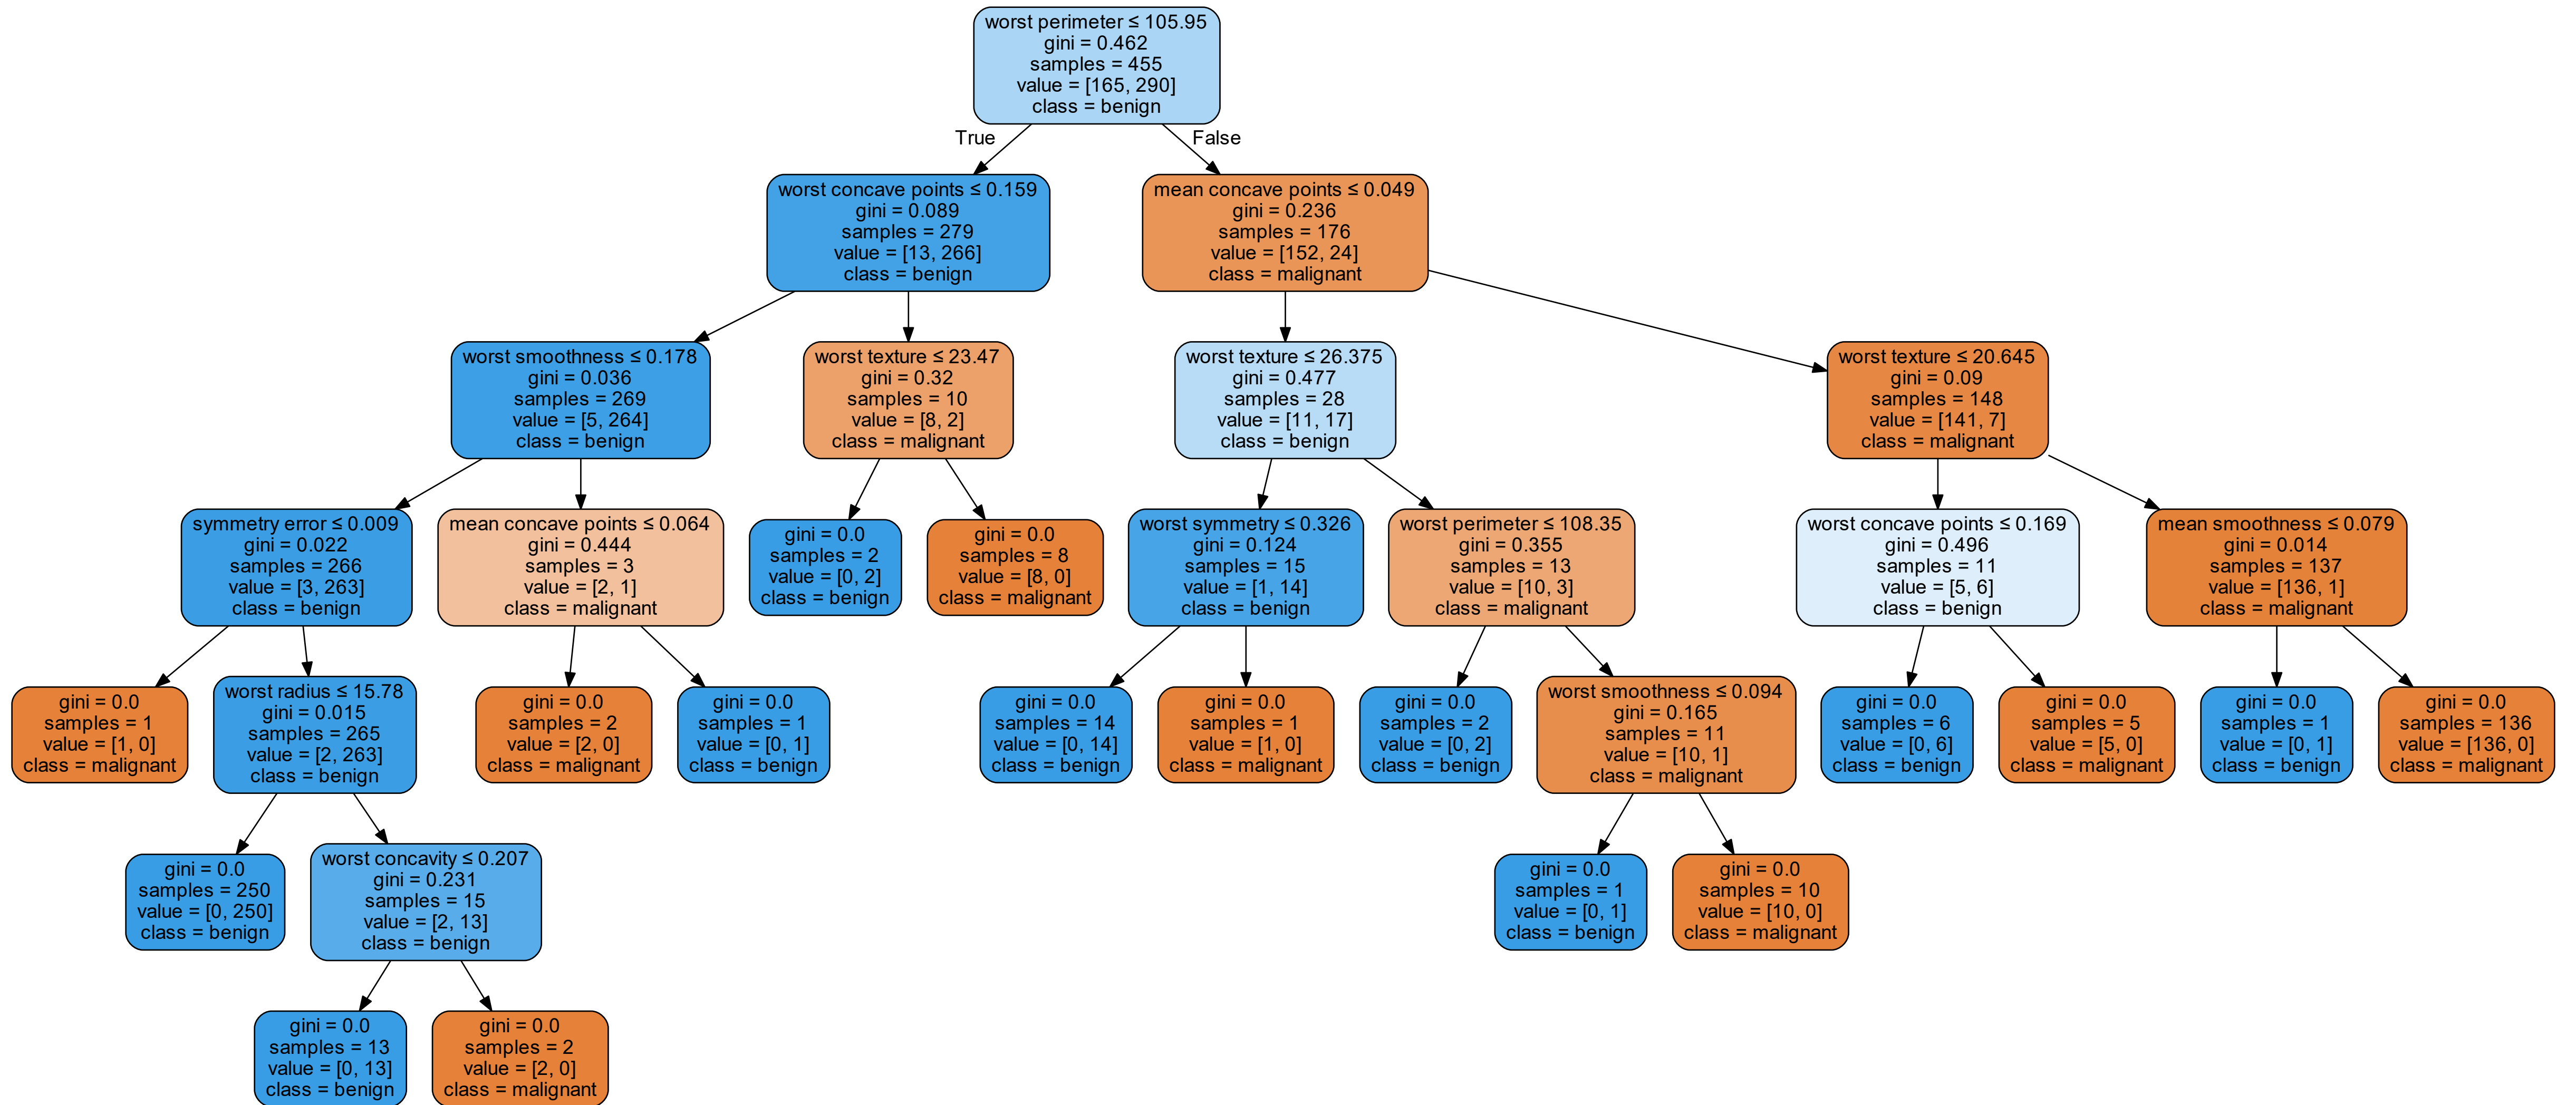 worst perimeter ≤ 105.95
gini = 0.462
samples = 455
value = [165, 290]
class = benign
True
False
worst concave points ≤ 0.159
gini = 0.089
samples = 279
value = [13, 266]
class = benign
mean concave points ≤ 0.049
gini = 0.236
samples = 176
value = [152, 24]
class = malignant
worst smoothness ≤ 0.178
gini = 0.036
samples = 269
value = [5, 264]
class = benign
worst texture ≤ 23.47
gini = 0.32
samples = 10
value = [8, 2]
class = malignant
worst texture ≤ 26.375
gini = 0.477
samples = 28
value = [11, 17]
class = benign
worst texture ≤ 20.645
gini = 0.09
samples = 148
value = [141, 7]
class = malignant
symmetry error ≤ 0.009
gini = 0.022
samples = 266
value = [3, 263]
class = benign
mean concave points ≤ 0.064
gini = 0.444
samples = 3
value = [2, 1]
class = malignant
gini = 0.0
samples = 2
value = [0, 2]
class = benign
gini = 0.0
samples = 8
value = [8, 0]
class = malignant
worst symmetry ≤ 0.326
gini = 0.124
samples = 15
value = [1, 14]
class = benign
worst perimeter ≤ 108.35
gini = 0.355
samples = 13
value = [10, 3]
class = malignant
worst concave points ≤ 0.169
gini = 0.496
samples = 11
value = [5, 6]
class = benign
mean smoothness ≤ 0.079
gini = 0.014
samples = 137
value = [136, 1]
class = malignant
gini = 0.0
samples = 1
value = [1, 0]
class = malignant
worst radius ≤ 15.78
gini = 0.015
samples = 265
value = [2, 263]
class = benign
gini = 0.0
samples = 2
value = [2, 0]
class = malignant
gini = 0.0
samples = 1
value = [0, 1]
class = benign
gini = 0.0
samples = 14
value = [0, 14]
class = benign
gini = 0.0
samples = 1
value = [1, 0]
class = malignant
gini = 0.0
samples = 2
value = [0, 2]
class = benign
worst smoothness ≤ 0.094
gini = 0.165
samples = 11
value = [10, 1]
class = malignant
gini = 0.0
samples = 6
value = [0, 6]
class = benign
gini = 0.0
samples = 5
value = [5, 0]
class = malignant
gini = 0.0
samples = 1
value = [0, 1]
class = benign
gini = 0.0
samples = 136
value = [136, 0]
class = malignant
gini = 0.0
samples = 250
value = [0, 250]
class = benign
worst concavity ≤ 0.207
gini = 0.231
samples = 15
value = [2, 13]
class = benign
gini = 0.0
samples = 1
value = [0, 1]
class = benign
gini = 0.0
samples = 10
value = [10, 0]
class = malignant
gini = 0.0
samples = 13
value = [0, 13]
class = benign
gini = 0.0
samples = 2
value = [2, 0]
class = malignant